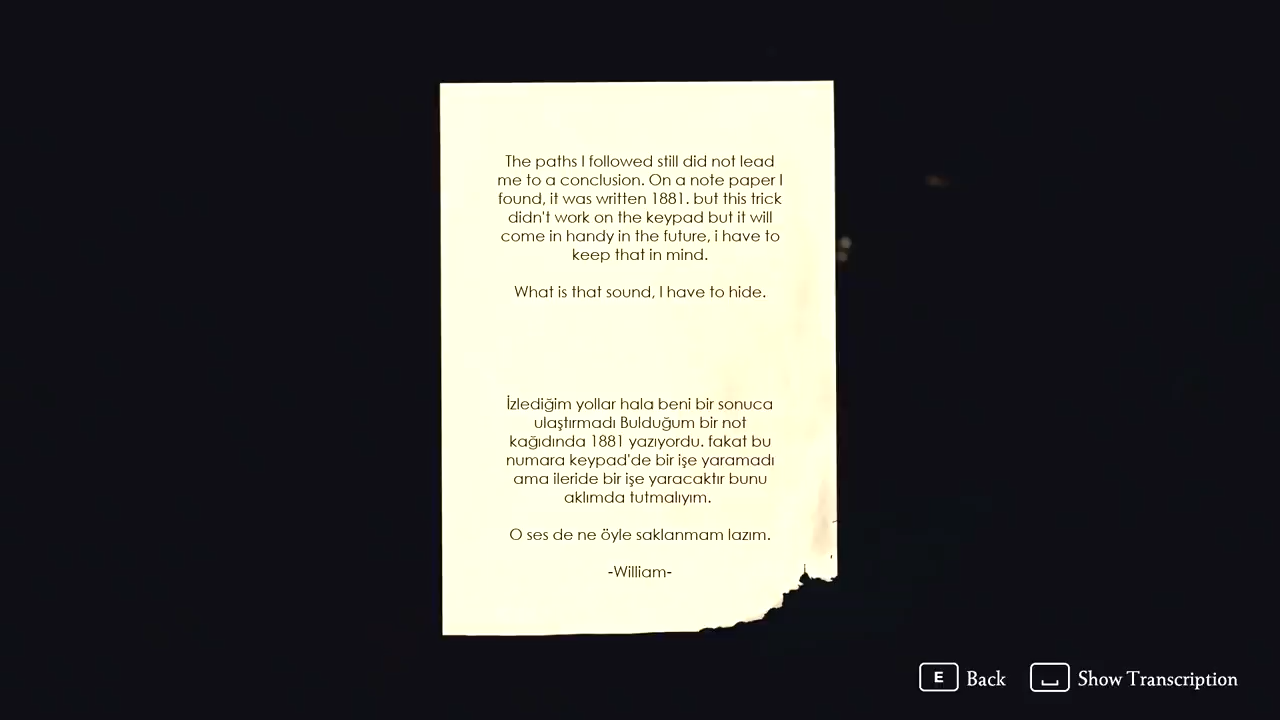 The paths I followed still did not lead
me to a conclusion. On a note paper I
found, it was written 1881. but this trick
didn't work on the keypad but it will
come in handy in the future, i have to
keep that in mind.
What is that sound, I have to hide.
İzlediğim yollar hala beni bir sonuca
ulaştırmadı Bulduğum bir not
kağıdında 1881 yazıyordu. fakat bu
numara keypad'de bir işe yaramadı
ama ileride bir işe yaracaktır bunu
aklımda tutmalıyım.
O ses de ne öyle saklanmam lazım.
-William-
E Back Show Transcription